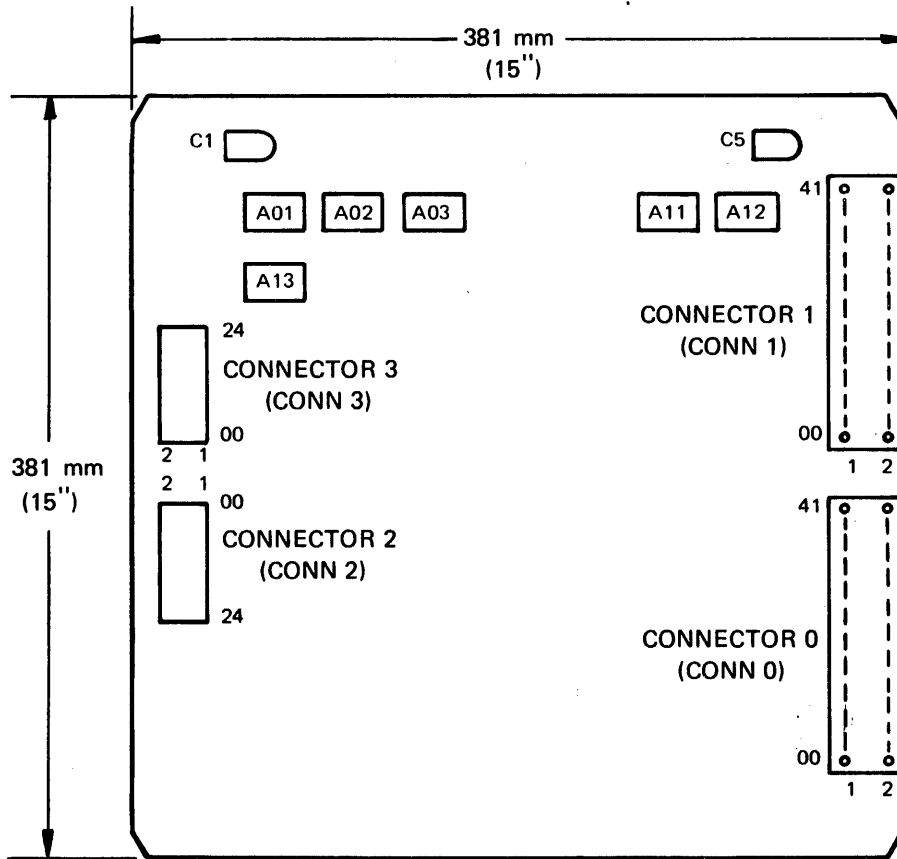 381 mm
(15")
C1
C5
41
A01 A02 A03
A11 A12
A13
CONNECTOR 1
(CONN 1)
24
CONNECTOR 3
(CONN 3)
00
2 1
00
1 2
381 mm
(15")
2 1
00
41
CONNECTOR 2
(CONN 2)
24
CONNECTOR 0
(CONN 0)
00
1 2